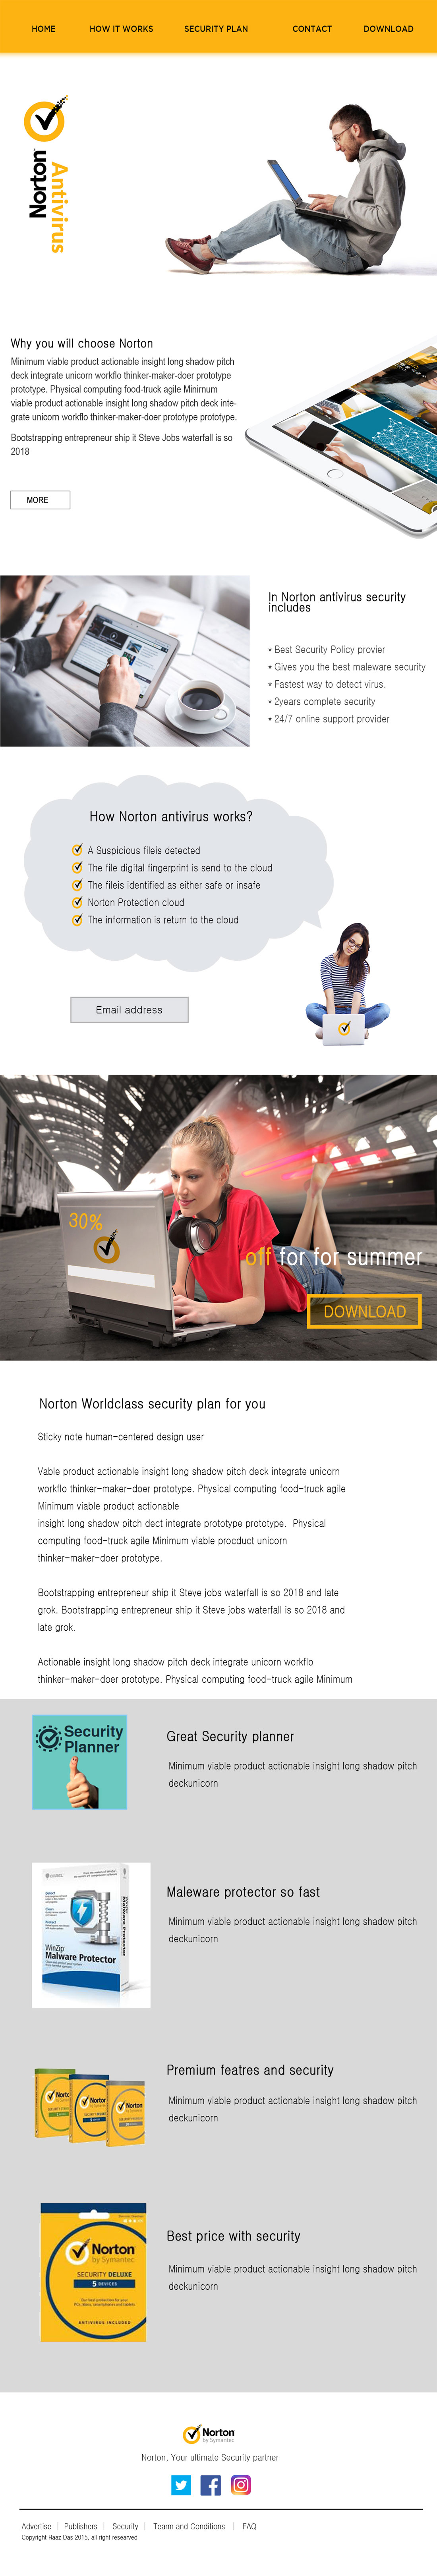 HOME HOW IT WORKS SECURITY PLAN CONTACT DOWNLOAD
Norton
Antivirus
Why you will choose Norton
Minimum viable product actionable insight long shadow pitch
deck integrate unicorn workflo thinker-maker-doer prototype
prototype. Physical computing food-truck agile Minimum
viable product actionable insight long shadow pitch deck inte-
grate unicorn workflo thinker-maker-doer prototype prototype.
Bootstrapping entrepreneur ship it Steve Jobs waterfall is so
2018
MORE
In Norton antivirus security
includes
* Best Security Policy provier
* Gives you the best maleware security
* Fastest way to detect virus.
* 2years complete security
* 24/7 online support provider
How Norton antivirus works?
A Suspicious fileis detected
The file digital fingerprint is send to the cloud
The fileis identified as either safe or insafe
Norton Protection cloud
The information is return to the cloud
Email address
30%
off for for summer
DOWNLOAD
Norton Worldclass security plan for you
Sticky note human-centered design user
Vable product actionable insight long shadow pitch deck integrate unicorn
workflo thinker-maker-doer prototype. Physical computing food-truck agile
Minimum viable product actionable
insight long shadow pitch dect integrate prototype prototype. Physical
computing food-truck agile Minimum viable procduct unicorn
thinker-maker-doer prototype.
Bootstrapping entrepreneur ship it Steve jobs waterfall is so 2018 and late
grok. Bootstrapping entrepreneur ship it Steve jobs waterfall is so 2018 and
late grok.
Actionable insight long shadow pitch deck integrate unicorn workflo
thinker-maker-doer prototype. Physical computing food-truck agile Minimum
Security
Planner
Great Security planner
Minimum viable product actionable insight long shadow pitch
deckunicorn
WinZip
Malware Protector
Malware Protector
Maleware protector so fast
Minimum viable product actionable insight long shadow pitch
deckunicorn
Norton
Norton
Premium featres and security
Minimum viable product actionable insight long shadow pitch
deckunicorn
Norton
by Symantec
SECURITY DELUXE
5 DEVICES
ANTIVIRUS INCLUDED
Best price with security
Minimum viable product actionable insight long shadow pitch
deckunicorn
Norton
by Symantec
Norton, Your ultimate Security partner
Advertise | Publishers | Security | Tearm and Conditions | FAQ
Copyright Raaz Das 2015, all right researved